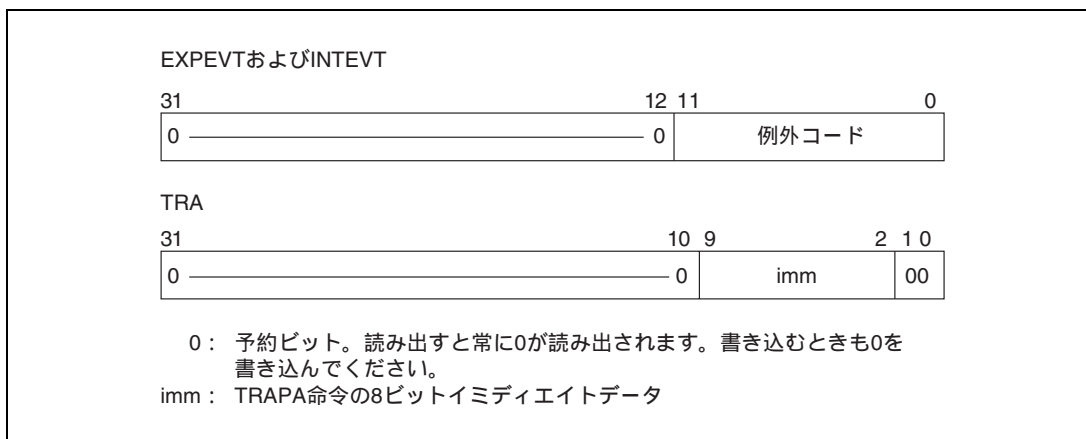 EXPEVTおよびINTEVT
31 12 11 0
0 0 例外コード
TRA
31 10 9 2 1 0
0 0 imm 00
0： 予約ビット。読み出すと常に0が読み出されます。書き込むときも0を
書き込んでください。
imm： TRAPA命令の8ビットイミディエイトデータ